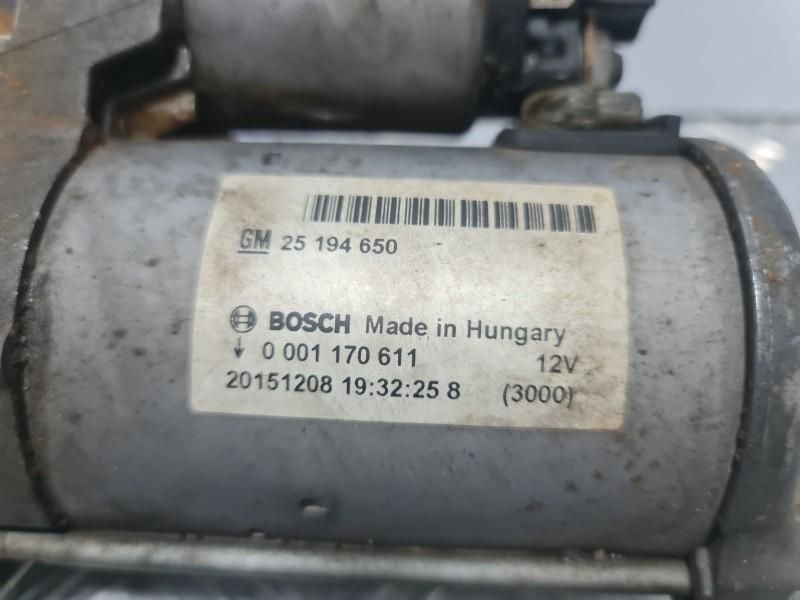 GM 25 194 650
BOSCH Made in Hungary
0 001 170 611 12V
20151208 19:32:25 8 (3000)